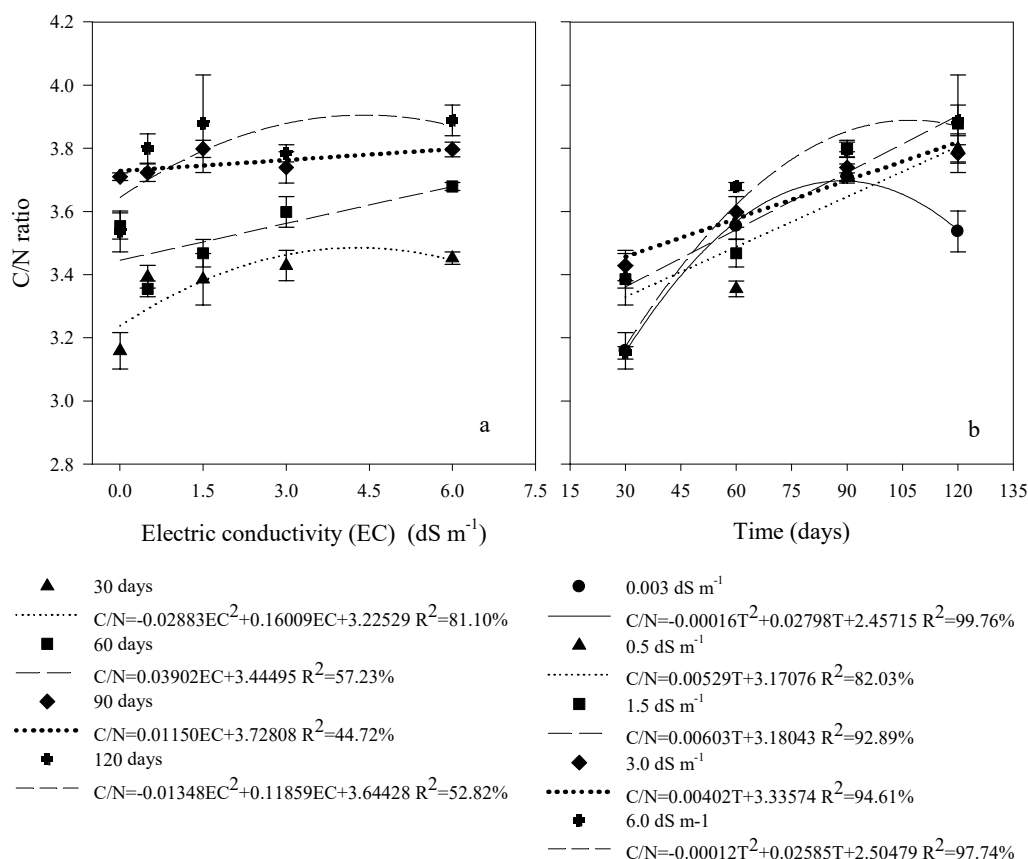 4.2
4.0
3.8
3.6
3.4
3.2
3.0
2.8
C/N ratio
a
b
0.0 1.5 3.0 4.5 6.0 7.5
15 30 45 60 75 90 105 120 135
Electric conductivity (EC) (dS m-1)
Time (days)
30 days
C/N=-0.02883EC2+0.16009EC+3.22529 R2=81.10%
60 days
C/N=0.03902EC+3.44495 R2=57.23%
90 days
C/N=0.01150EC+3.72808 R2=44.72%
120 days
C/N=-0.01348EC2+0.11859EC+3.64428 R2=52.82%
0.003 dS m-1
C/N=-0.00016T2+0.02798T+2.45715 R2=99.76%
0.5 dS m-1
C/N=0.00529T+3.17076 R2=82.03%
1.5 dS m-1
C/N=0.00603T+3.18043 R2=92.89%
3.0 dS m-1
C/N=0.00402T+3.33574 R2=94.61%
6.0 dS m-1
C/N=-0.00012T2+0.02585T+2.50479 R2=97.74%